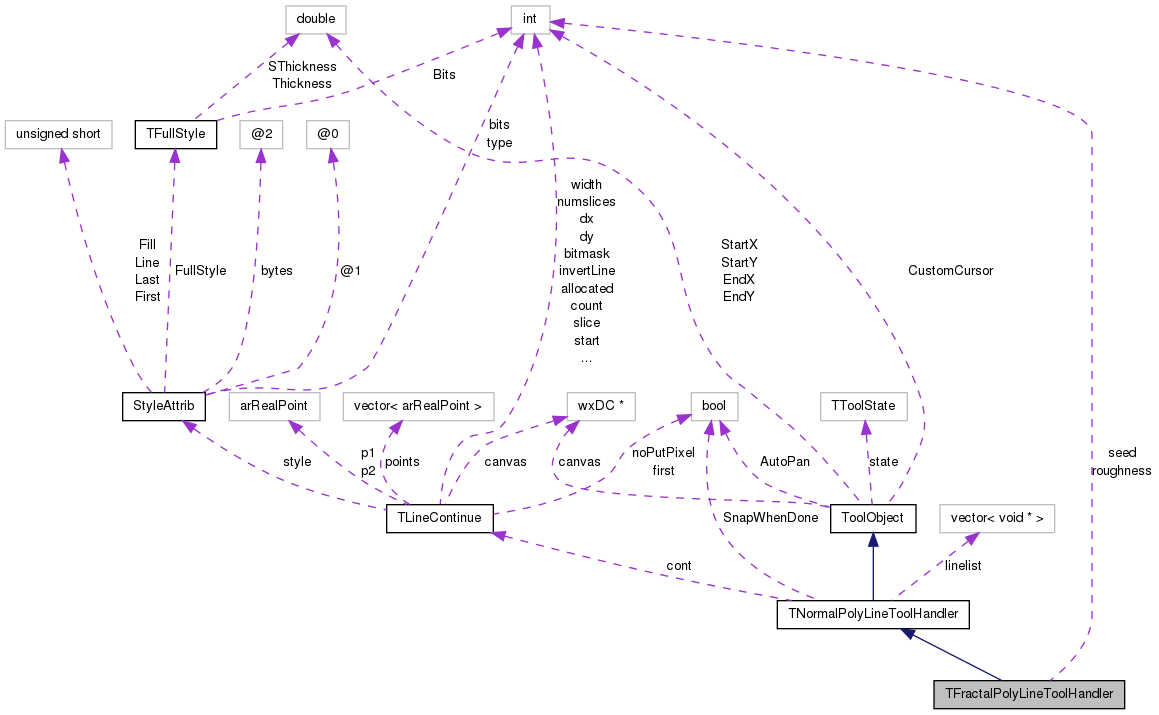 double
int
SThickness
Thickness
Bits
unsigned short
TFullStyle
@2
@0
bits
type
width
numslices
dx
dy
bitmask
invertLine
allocated
count
slice
start
...
StartX
StartY
EndX
EndY
CustomCursor
Fill
Line
Last
First
FullStyle
bytes
@1
StyleAttrib
arRealPoint
vector< arRealPoint >
wxDC *
bool
TToolState
style
p1
p2
points
canvas
canvas
noPutPixel
first
AutoPan
state
seed
roughness
TLineContinue
SnapWhenDone
ToolObject
vector< void * >
cont
linelist
TNormalPolyLineToolHandler
TFractalPolyLineToolHandler